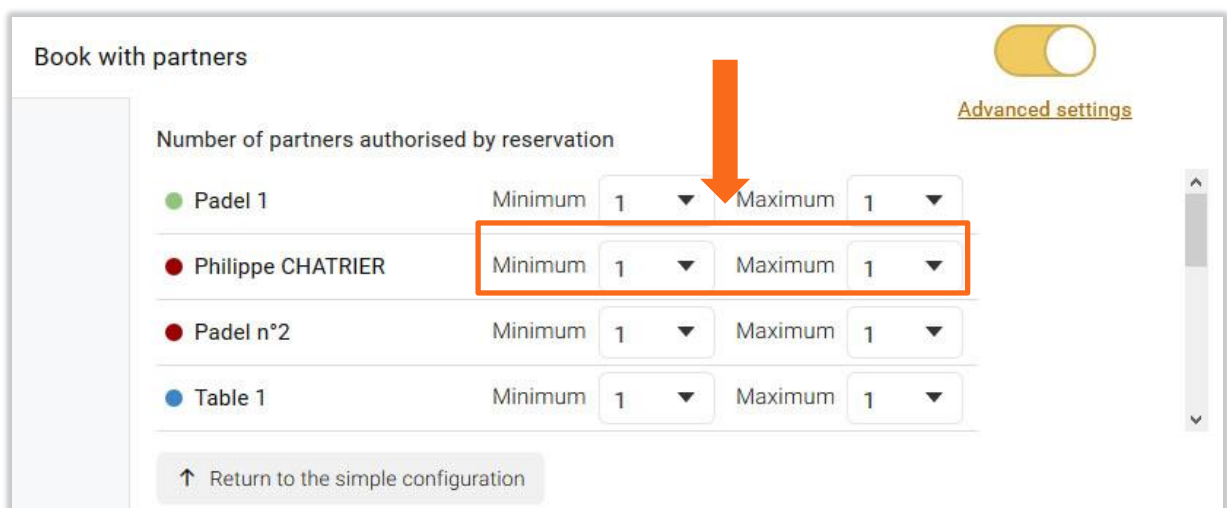 Book with partners
Advanced settings
Number of partners authorised by reservation
Padel 1 Minimum 1 Maximum 1
Philippe CHATRIER Minimum 1 Maximum 1
Padel n°2 Minimum 1 Maximum 1
Table 1 Minimum 1 Maximum 1
↑ Return to the simple configuration